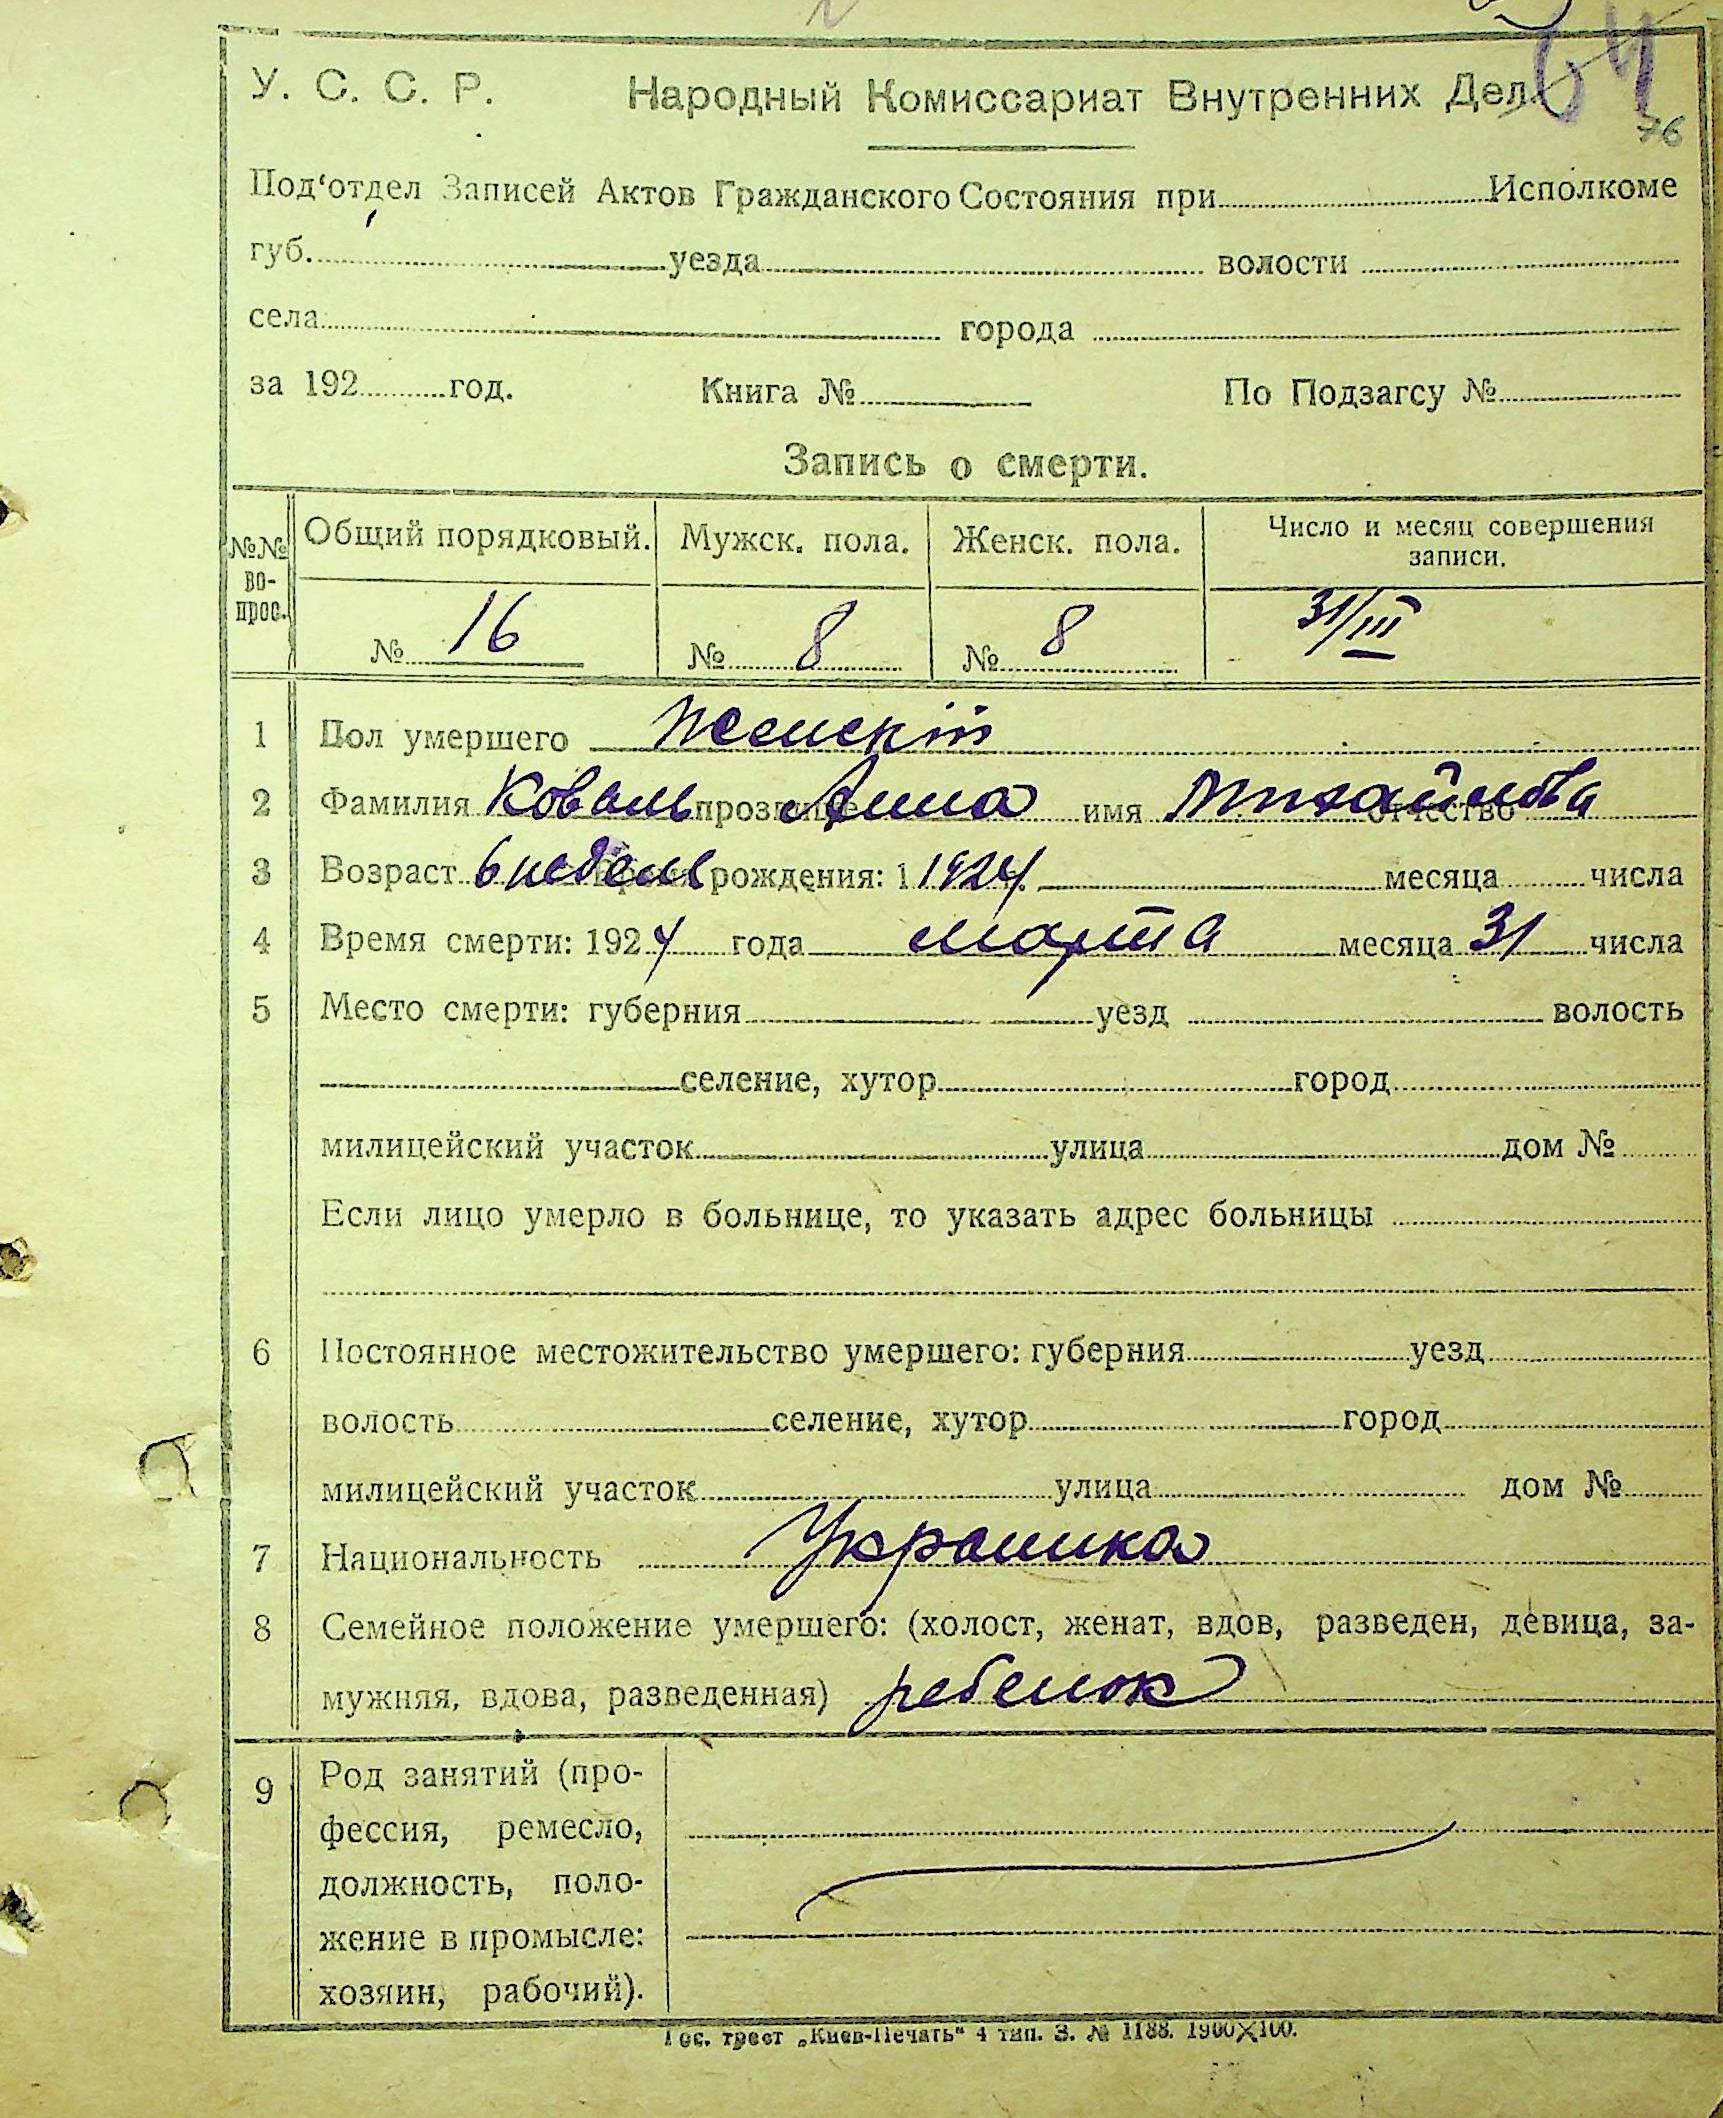 64
76
У. С. С. Р. Народный Комиссариат Внутренних Дел
Под‘отдел Записей Актов Гражданского Состояния при Исполкоме
губ. уезда волости
села города
за 192 год. Книга № По Подзагсу №
Запись о смерти.
№№ во-прос. Общий порядковый. Мужск. пола. Женск. пола. Число и месяц совершения записи.
№ 16 № 8 № 8 31/III
1 Пол умершего Женскій
2 Фамилия Коваль прозвище Анна имя Михайлова отчество
3 Возраст 6 недель Время рождения: 1 1924 месяца числа
4 Время смерти: 1924 года марта месяца 31 числа
5 Место смерти: губерния уезд волость
селение, хутор город
милицейский участок улица дом №
Если лицо умерло в больнице, то указать адрес больницы
6 Постоянное местожительство умершего: губерния уезд
волость селение, хутор город
милицейский участок улица дом №
7 Национальность Украинка
8 Семейное положение умершего: (холост, женат, вдов, разведен, девица, за-
мужняя, вдова, разведенная) ребенок
9 Род занятий (про-
фессия, ремесло,
должность, поло-
жение в промысле:
хозяин, рабочий).
Гос. трест „Киев-Печать“ 4 тип. З. № 1188. 1900✕100.